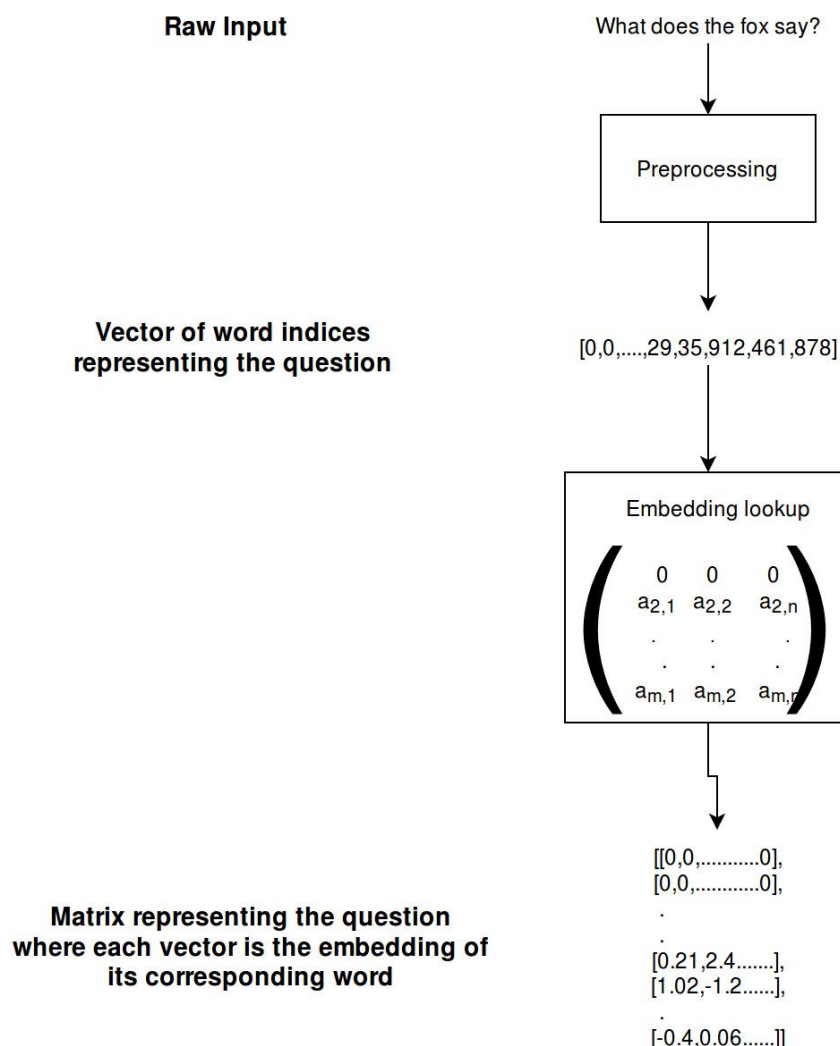 Raw Input
What does the fox say?
Preprocessing
Vector of word indices
representing the question
[0,0,....,29,35,912,461,878]
Embedding lookup
0 0 0
a2,1 a2,2 a2,n
. . .
. . .
am,1 am,2 am,n
[[0,0,...........0],
[0,0,............0],
.
.
Matrix representing the question
where each vector is the embedding of
its corresponding word
[0.21,2.4.......],
[1.02,-1.2......],
.
[-0.4,0.06......]]